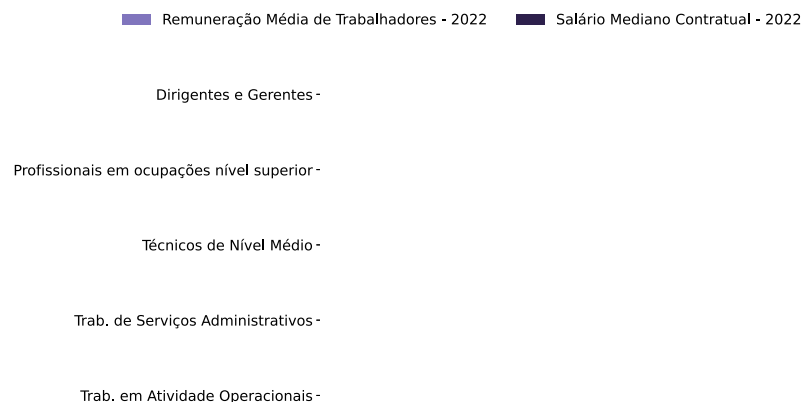 Remuneração Média de Trabalhadores - 2022 Salário Mediano Contratual - 2022
Dirigentes e Gerentes
Profissionais em ocupações nível superior
Técnicos de Nível Médio
Trab. de Serviços Administrativos
Trab. em Atividade Operacionais